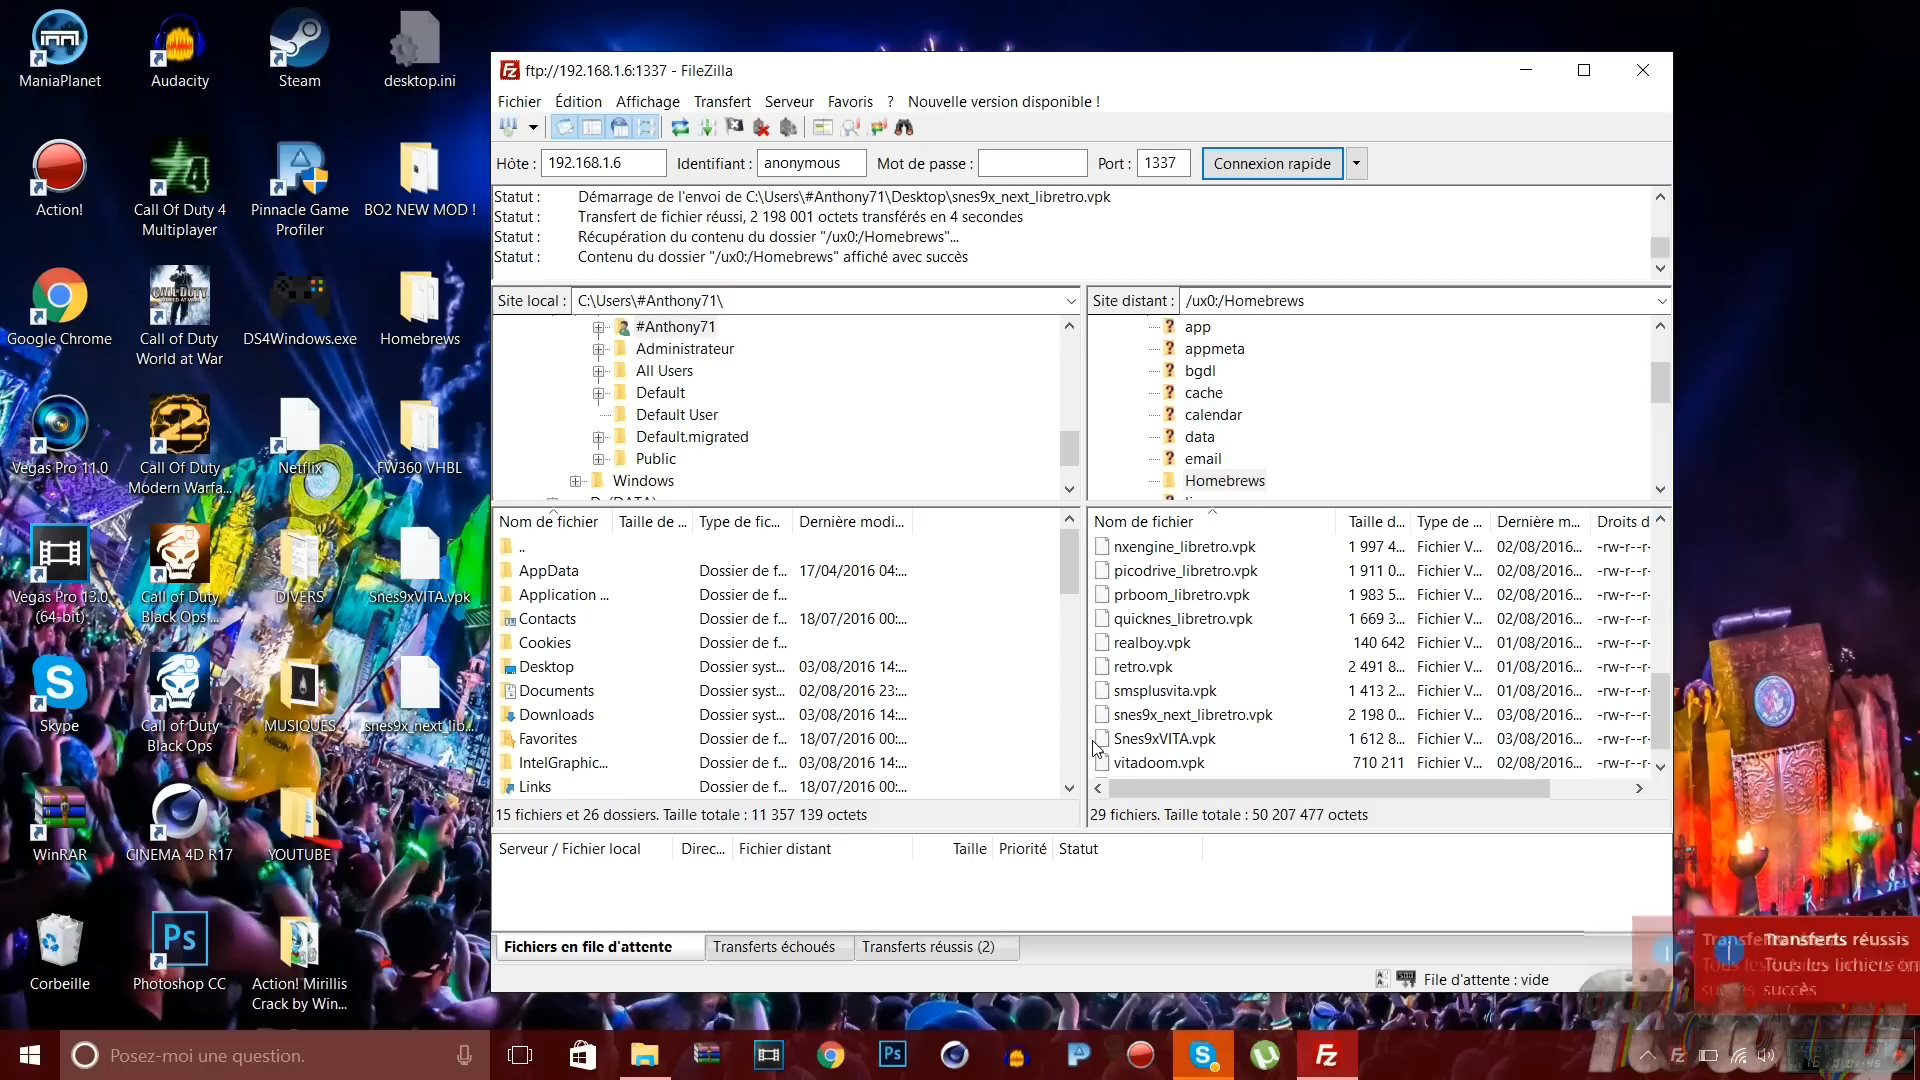 ManiaPlanet
Audacity
Steam
desktop.ini
Action!
Call Of Duty 4
Multiplayer
Pinnacle Game
Profiler
BO2 NEW MOD !
Google Chrome
Call of Duty
World at War
DS4Windows.exe
Homebrews
Vegas Pro 11.0
Call Of Duty
Modern Warfa...
Netflix
FW360 VHBL
Vegas Pro 13.0
(64-bit)
Call of Duty
Black Ops ...
DIVERS
Snes9xVITA.vpk
Skype
Call of Duty
Black Ops
MUSIQUES
snes9x_next_lib...
WinRAR
CINEMA 4D R17
YOUTUBE
Corbeille
Photoshop CC
Action! Mirillis
Crack by Win...
ftp://192.168.1.6:1337 - FileZilla
Fichier Édition Affichage Transfert Serveur Favoris ? Nouvelle version disponible !
Hôte : 192.168.1.6 Identifiant : anonymous Mot de passe : Port : 1337 Connexion rapide
Statut : Démarrage de l'envoi de C:\Users\#Anthony71\Desktop\snes9x_next_libretro.vpk
Statut : Transfert de fichier réussi, 2 198 001 octets transférés en 4 secondes
Statut : Récupération du contenu du dossier "/ux0:/Homebrews"...
Statut : Contenu du dossier "/ux0:/Homebrews" affiché avec succès
Site local : C:\Users\#Anthony71\
#Anthony71
Administrateur
All Users
Default
Default User
Default.migrated
Public
Windows
Site distant : /ux0:/Homebrews
app
appmeta
bgdl
cache
calendar
data
email
Homebrews
Nom de fichier Taille de ... Type de fic... Dernière modi...
..
AppData Dossier de f... 17/04/2016 04:...
Application ... Dossier de f...
Contacts Dossier de f... 18/07/2016 00:...
Cookies Dossier de f...
Desktop Dossier syst... 03/08/2016 14:...
Documents Dossier syst... 02/08/2016 23:...
Downloads Dossier syst... 03/08/2016 14:...
Favorites Dossier de f... 18/07/2016 00:...
IntelGraphic... Dossier de f... 03/08/2016 14:...
Links Dossier de f... 18/07/2016 00:...
15 fichiers et 26 dossiers. Taille totale : 11 357 139 octets
Nom de fichier Taille d... Type de ... Dernière m... Droits d
nxengine_libretro.vpk 1 997 4... Fichier V... 02/08/2016... -rw-r--r-
picodrive_libretro.vpk 1 911 0... Fichier V... 02/08/2016... -rw-r--r-
prboom_libretro.vpk 1 983 5... Fichier V... 02/08/2016... -rw-r--r-
quicknes_libretro.vpk 1 669 3... Fichier V... 02/08/2016... -rw-r--r-
realboy.vpk 140 642 Fichier V... 01/08/2016... -rw-r--r-
retro.vpk 2 491 8... Fichier V... 01/08/2016... -rw-r--r-
smsplusvita.vpk 1 413 2... Fichier V... 01/08/2016... -rw-r--r-
snes9x_next_libretro.vpk 2 198 0... Fichier V... 03/08/2016... -rw-r--r-
Snes9xVITA.vpk 1 612 8... Fichier V... 03/08/2016... -rw-r--r-
vitadoom.vpk 710 211 Fichier V... 02/08/2016... -rw-r--r-
29 fichiers. Taille totale : 50 207 477 octets
Serveur / Fichier local Direc... Fichier distant Taille Priorité Statut
Fichiers en file d'attente Transferts échoués Transferts réussis (2)
File d'attente : vide
Transferts réussis
succès
Posez-moi une question.